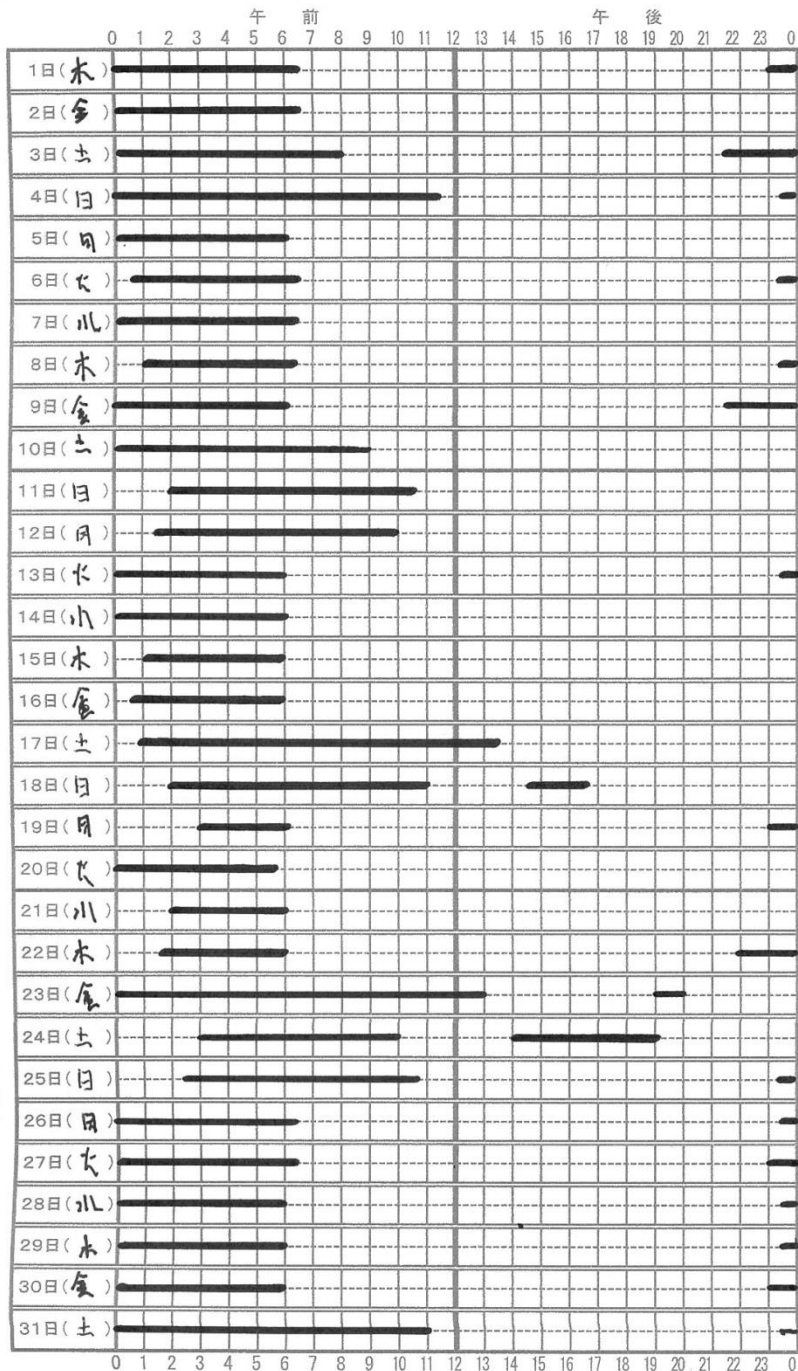 午前 午後
0 1 2 3 4 5 6 7 8 9 10 11 12 13 14 15 16 17 18 19 20 21 22 23 0
1日(木)
2日(金)
3日(土)
4日(日)
5日(月)
6日(火)
7日(水)
8日(木)
9日(金)
10日(土)
11日(日)
12日(月)
13日(火)
14日(水)
15日(木)
16日(金)
17日(土)
18日(日)
19日(月)
20日(火)
21日(水)
22日(木)
23日(金)
24日(土)
25日(日)
26日(月)
27日(火)
28日(水)
29日(木)
30日(金)
31日(土)
0 1 2 3 4 5 6 7 8 9 10 11 12 13 14 15 16 17 18 19 20 21 22 23 0